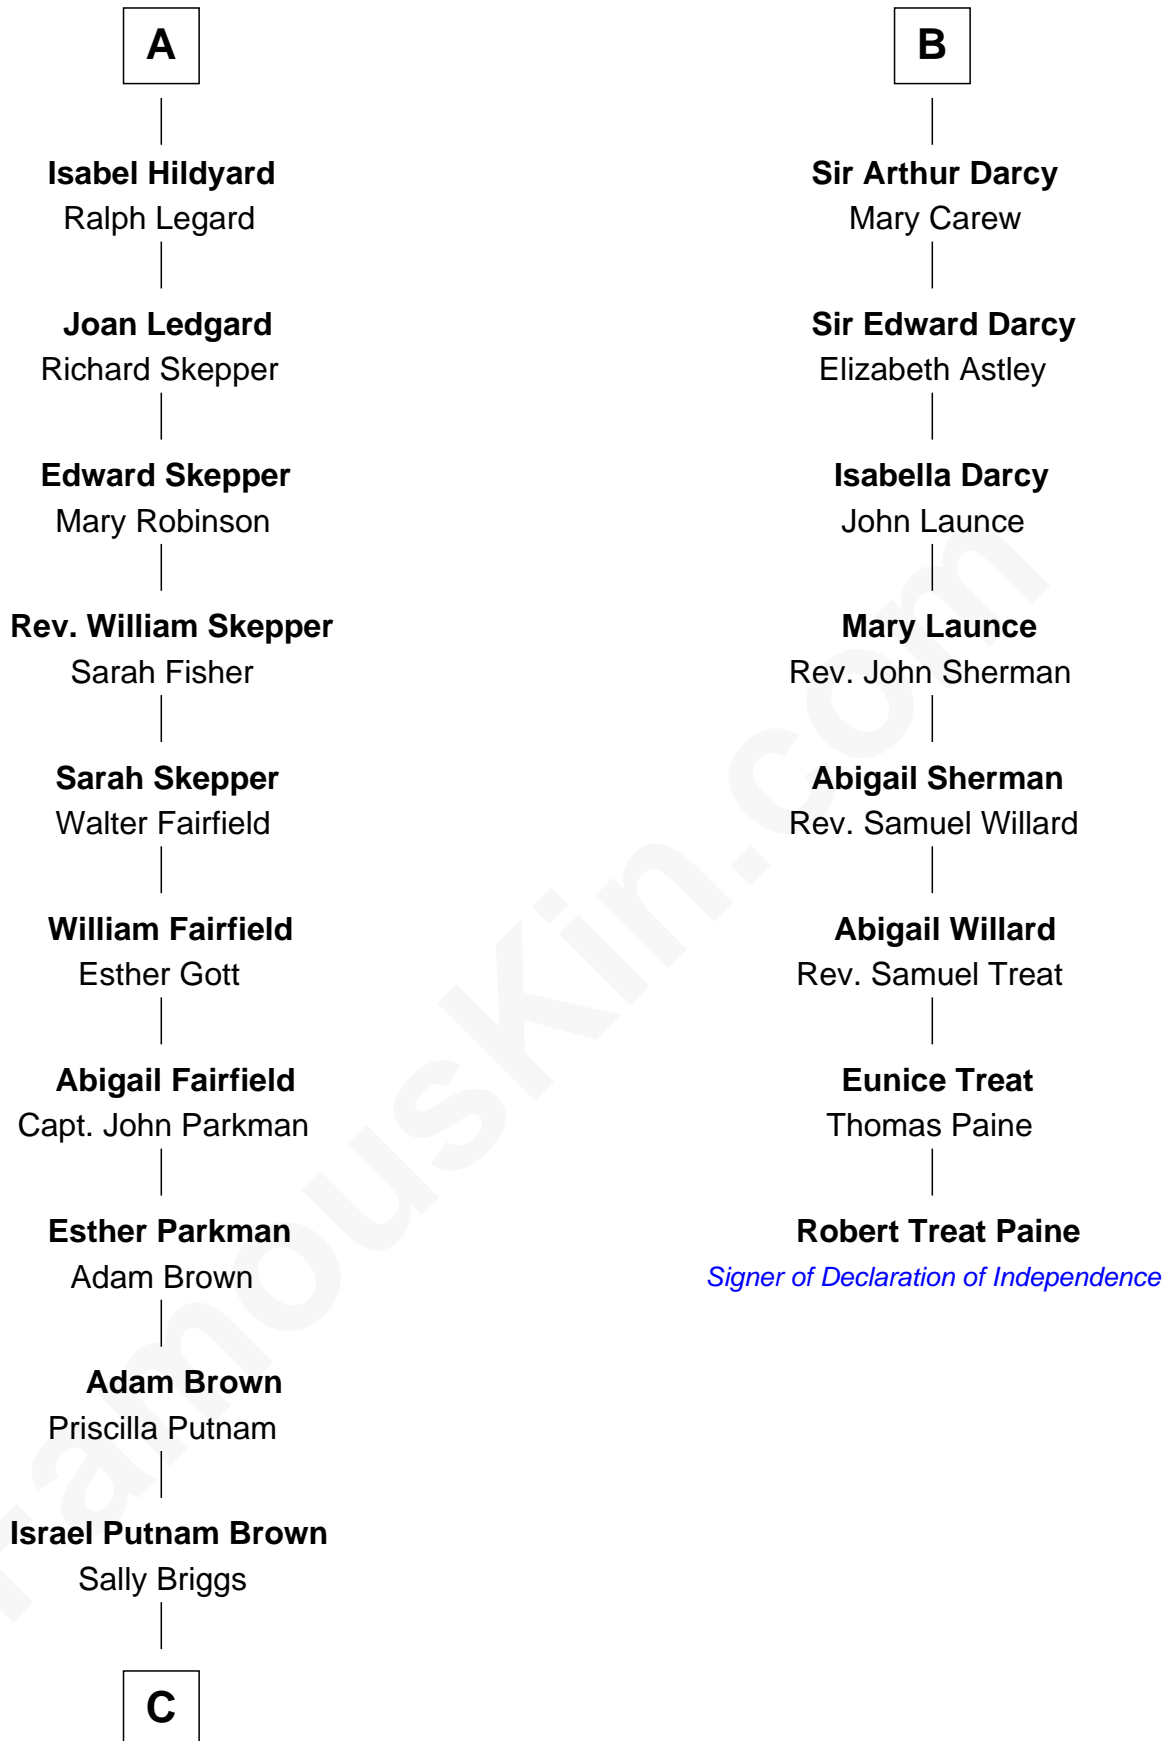 A
Isabel Hildyard
Ralph Legard
Joan Ledgard
Richard Skepper
Edward Skepper
Mary Robinson
Rev. William Skepper
Sarah Fisher
Sarah Skepper
Walter Fairfield
William Fairfield
Esther Gott
Abigail Fairfield
Capt. John Parkman
Esther Parkman
Adam Brown
Adam Brown
Priscilla Putnam
Israel Putnam Brown
Sally Briggs
C
B
Sir Arthur Darcy
Mary Carew
Sir Edward Darcy
Elizabeth Astley
Isabella Darcy
John Launce
Mary Launce
Rev. John Sherman
Abigail Sherman
Rev. Samuel Willard
Abigail Willard
Rev. Samuel Treat
Eunice Treat
Thomas Paine
Robert Treat Paine
Signer of Declaration of Independence
FamousKin.com